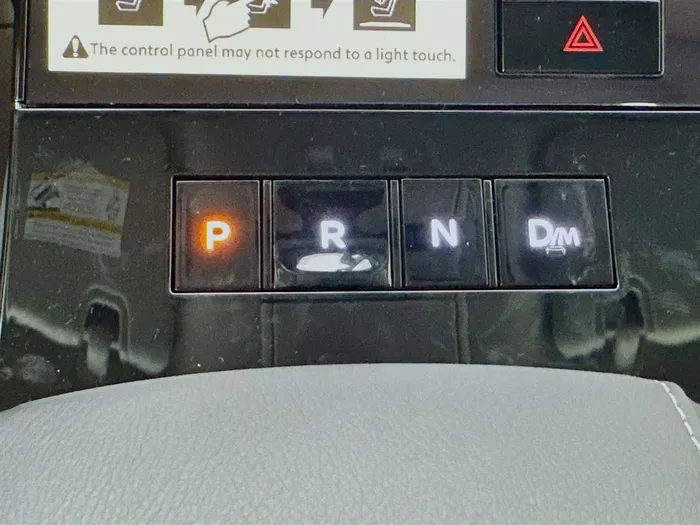 The control panel may not respond to a light touch.
P R N D/M